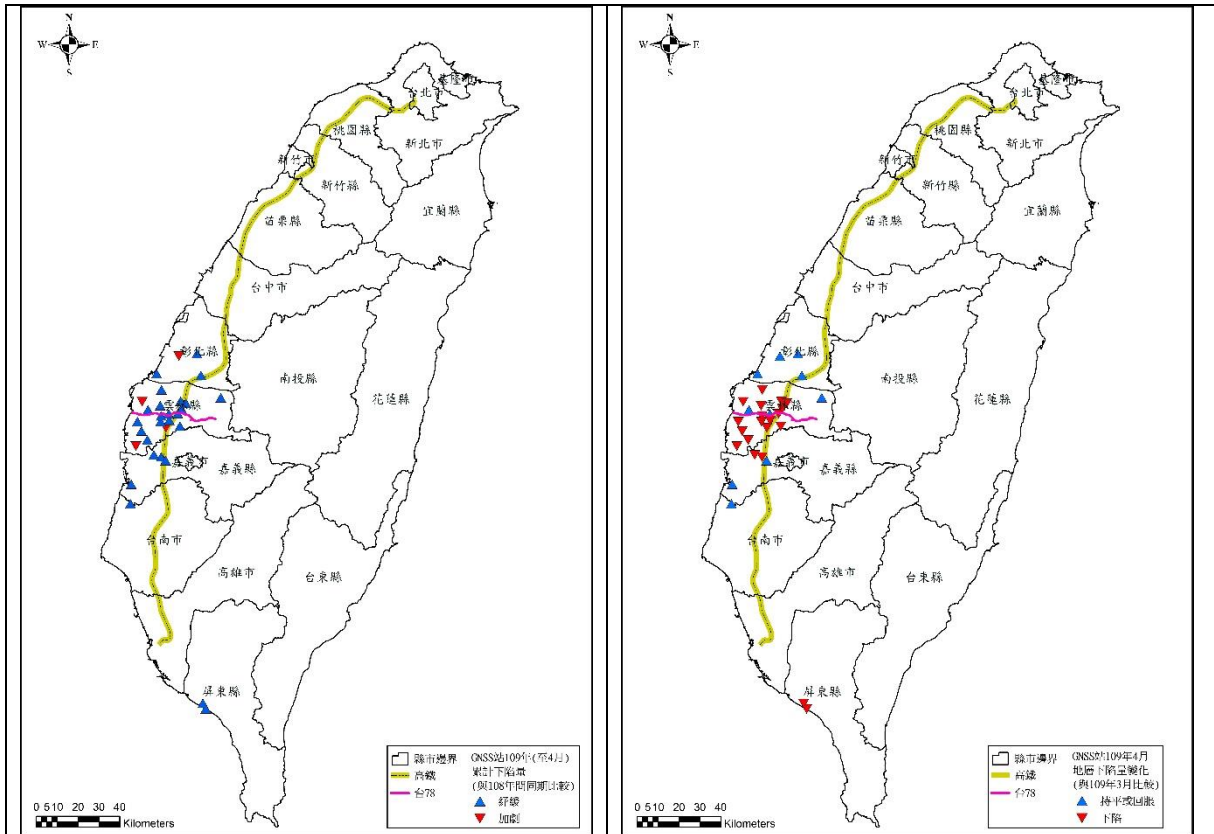 N
W E
S
基隆市
台北市
桃園縣
新北市
新竹市
新竹縣
宜蘭縣
苗栗縣
台中市
彰化縣
南投縣
花蓮縣
雲林縣
嘉義市
嘉義縣
台南市
高雄市
台東縣
屏東縣
縣市邊界
高鐵
台78
GNSS站109年(至4月)
累計下陷量
(與108年間同期比較)
紓緩
加劇
0 5 10 20 30 40
Kilometers
N
W E
S
基隆市
台北市
桃園縣
新北市
新竹市
新竹縣
宜蘭縣
苗栗縣
台中市
彰化縣
南投縣
花蓮縣
雲林縣
嘉義市
嘉義縣
台南市
高雄市
台東縣
屏東縣
縣市邊界
高鐵
台78
GNSS站109年4月
地層下陷量變化
(與109年3月比較)
持平或回脹
下陷
0 5 10 20 30 40
Kilometers